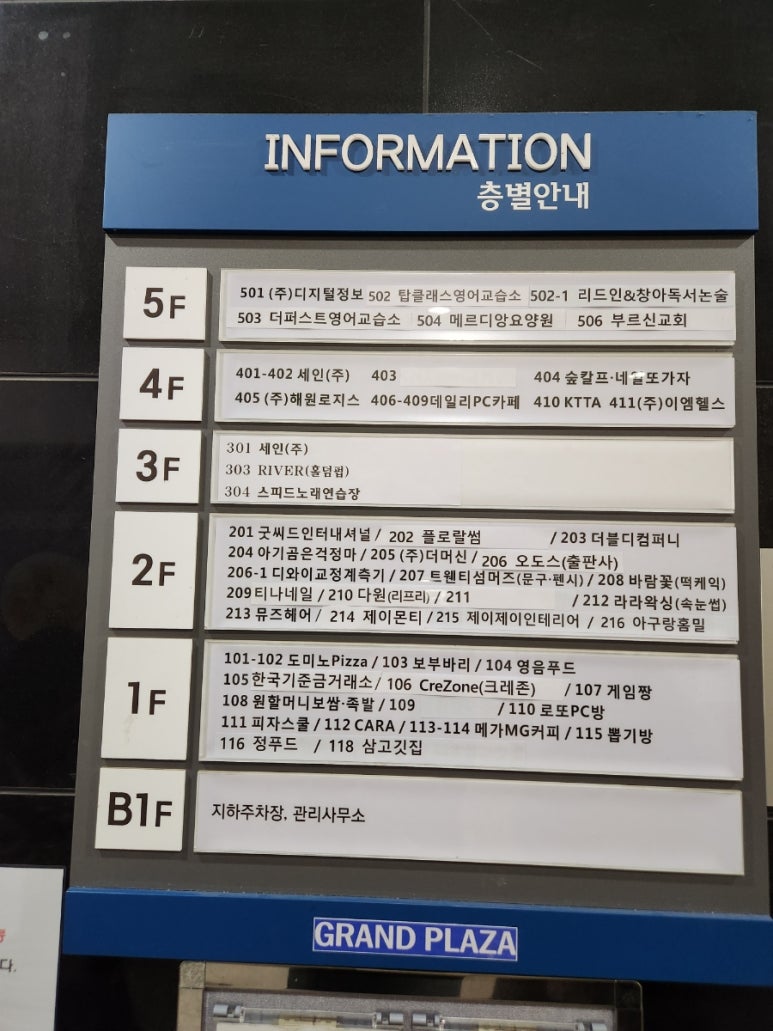 INFORMATION
층별안내
5F
501 (주)디지털정보 502 탑클래스영어교습소 502-1 리드인&창아독서논술
503 더퍼스트영어교습소 504 메르디앙요양원 506 부르신교회
4F
401-402 세인(주) 403 404 숲칼프·네일또가자
405 (주)해원로지스 406-409데일리PC카페 410 KTTA 411(주)이엠헬스
3F
301 세인(주)
303 RIVER(홀덤펍)
304 스피드노래연습장
2F
201 굿씨드인터내셔널 / 202 플로랄썸 / 203 더블디컴퍼니
204 아기곰은걱정마 / 205 (주)더머신 / 206 오도스(출판사)
206-1 디와이교정계측기 / 207 트웬티섬머즈(문구·펜시) / 208 바람꽃(떡케익)
209 티나네일 / 210 다원(리프리) / 211 / 212 라라왁싱(속눈썹)
213 뮤즈헤어 / 214 제이몬티 / 215 제이제이인테리어 / 216 아구랑홈밀
1F
101-102 도미노Pizza / 103 보부바리 / 104 영음푸드
105 한국기준금거래소 / 106 CreZone(크레존) / 107 게임짱
108 원할머니보쌈·족발 / 109 / 110 로또PC방
111 피자스쿨 / 112 CARA / 113-114 메가MG커피 / 115 뽑기방
116 정푸드 / 118 삼고깃집
B1F
지하주차장, 관리사무소
GRAND PLAZA
다.